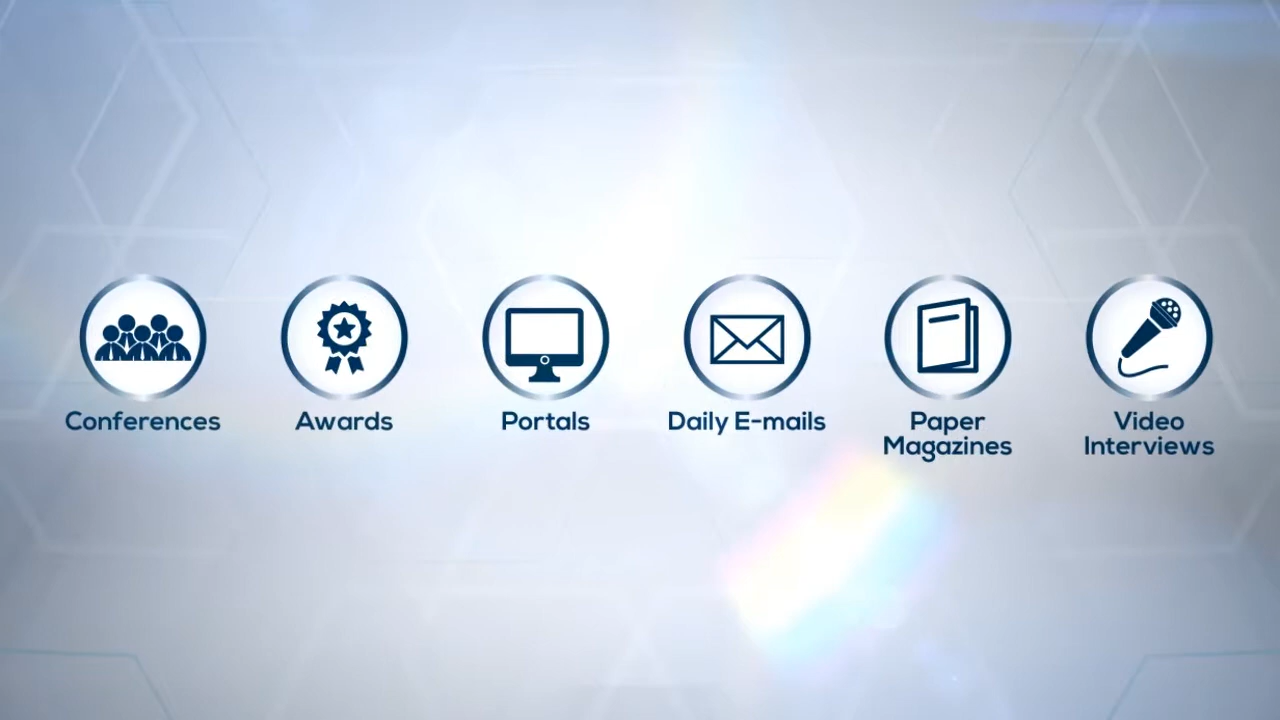 Conferences
Awards
Portals
Daily E-mails
Paper
Magazines
Video
Interviews